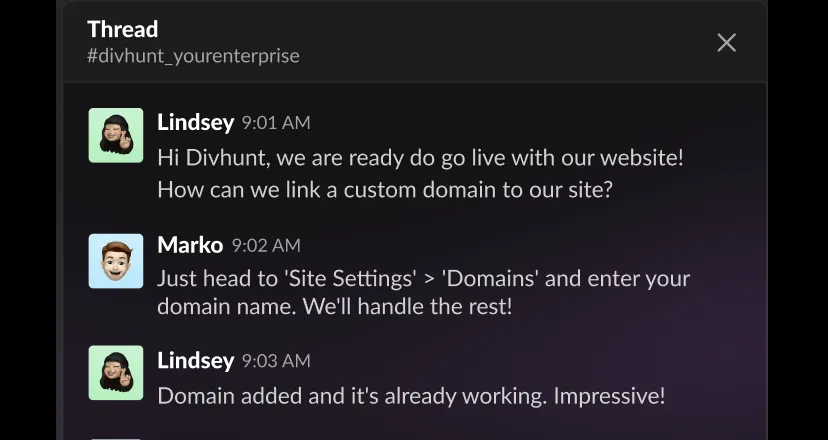 Thread
#divhunt_yourenterprise
Lindsey 9:01 AM
Hi Divhunt, we are ready do go live with our website!
How can we link a custom domain to our site?
Marko 9:02 AM
Just head to 'Site Settings' > 'Domains' and enter your
domain name. We'll handle the rest!
Lindsey 9:03 AM
Domain added and it's already working. Impressive!